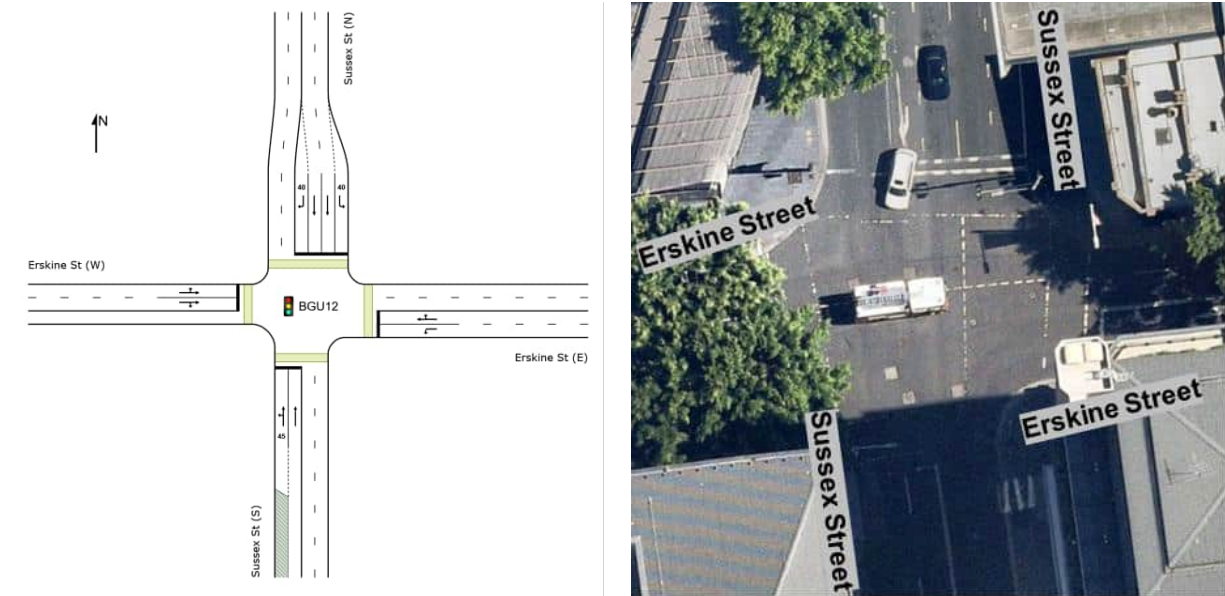 Sussex St (N)
N
40
40
Erskine St (W)
BGU12
Erskine St (E)
45
Sussex St (S)
Sussex Street
Erskine Street
Erskine Street
Sussex Street